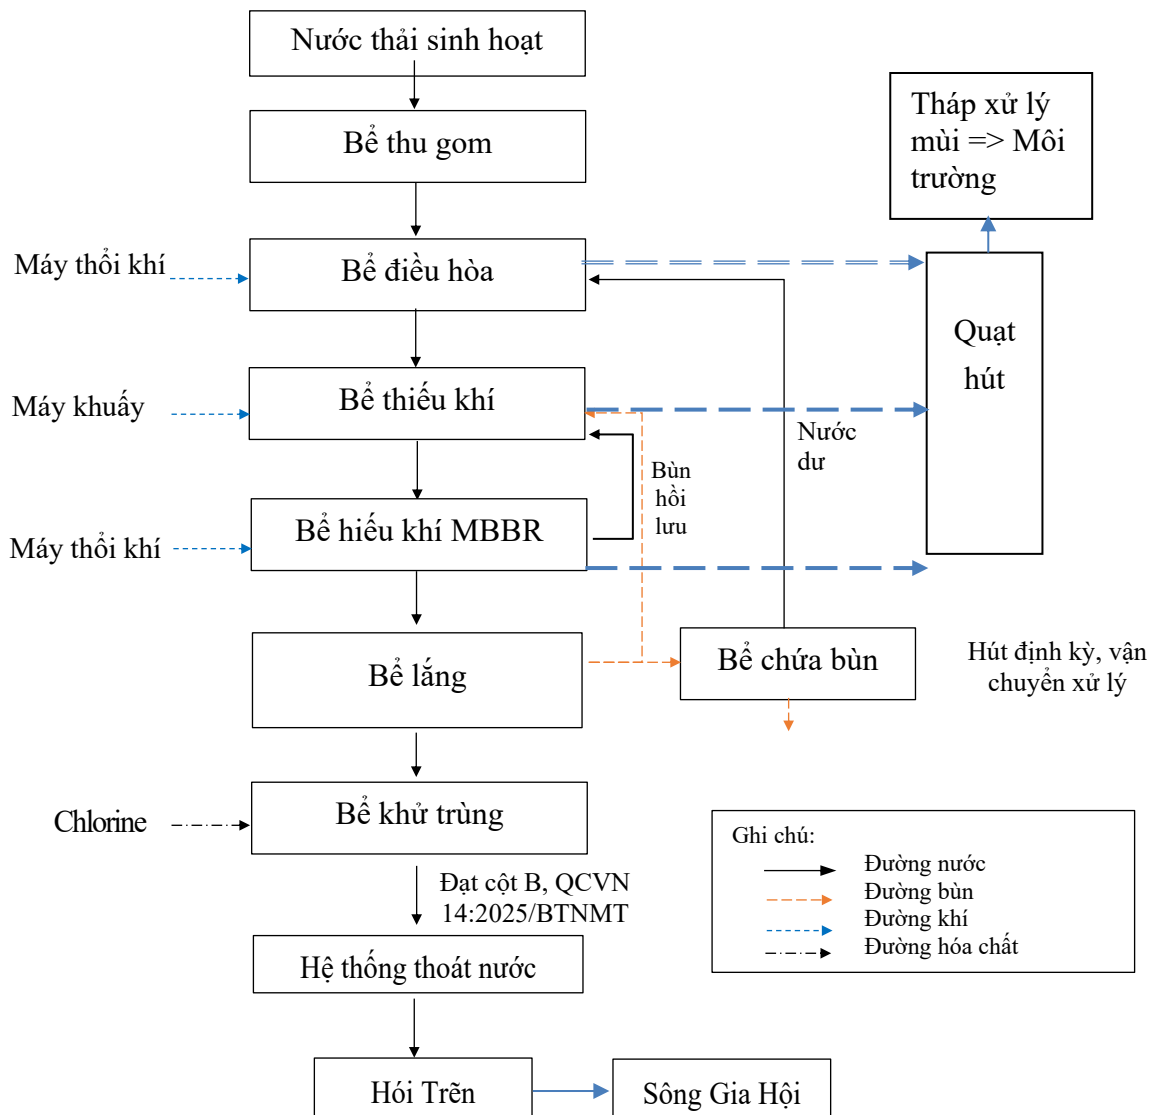 Nước thải sinh hoạt
Bể thu gom
Tháp xử lý
mùi => Môi
trường
Máy thổi khí
Bể điều hòa
Quạt
hút
Máy khuấy
Bể thiếu khí
Nước
dư
Bùn
hồi
lưu
Máy thổi khí
Bể hiếu khí MBBR
Bể lắng
Bể chứa bùn
Hút định kỳ, vận
chuyển xử lý
Chlorine
Bể khử trùng
Đạt cột B, QCVN
14:2025/BTNMT
Ghi chú:
Đường nước
Đường bùn
Đường khí
Đường hóa chất
Hệ thống thoát nước
Hói Trẽn
Sông Gia Hội